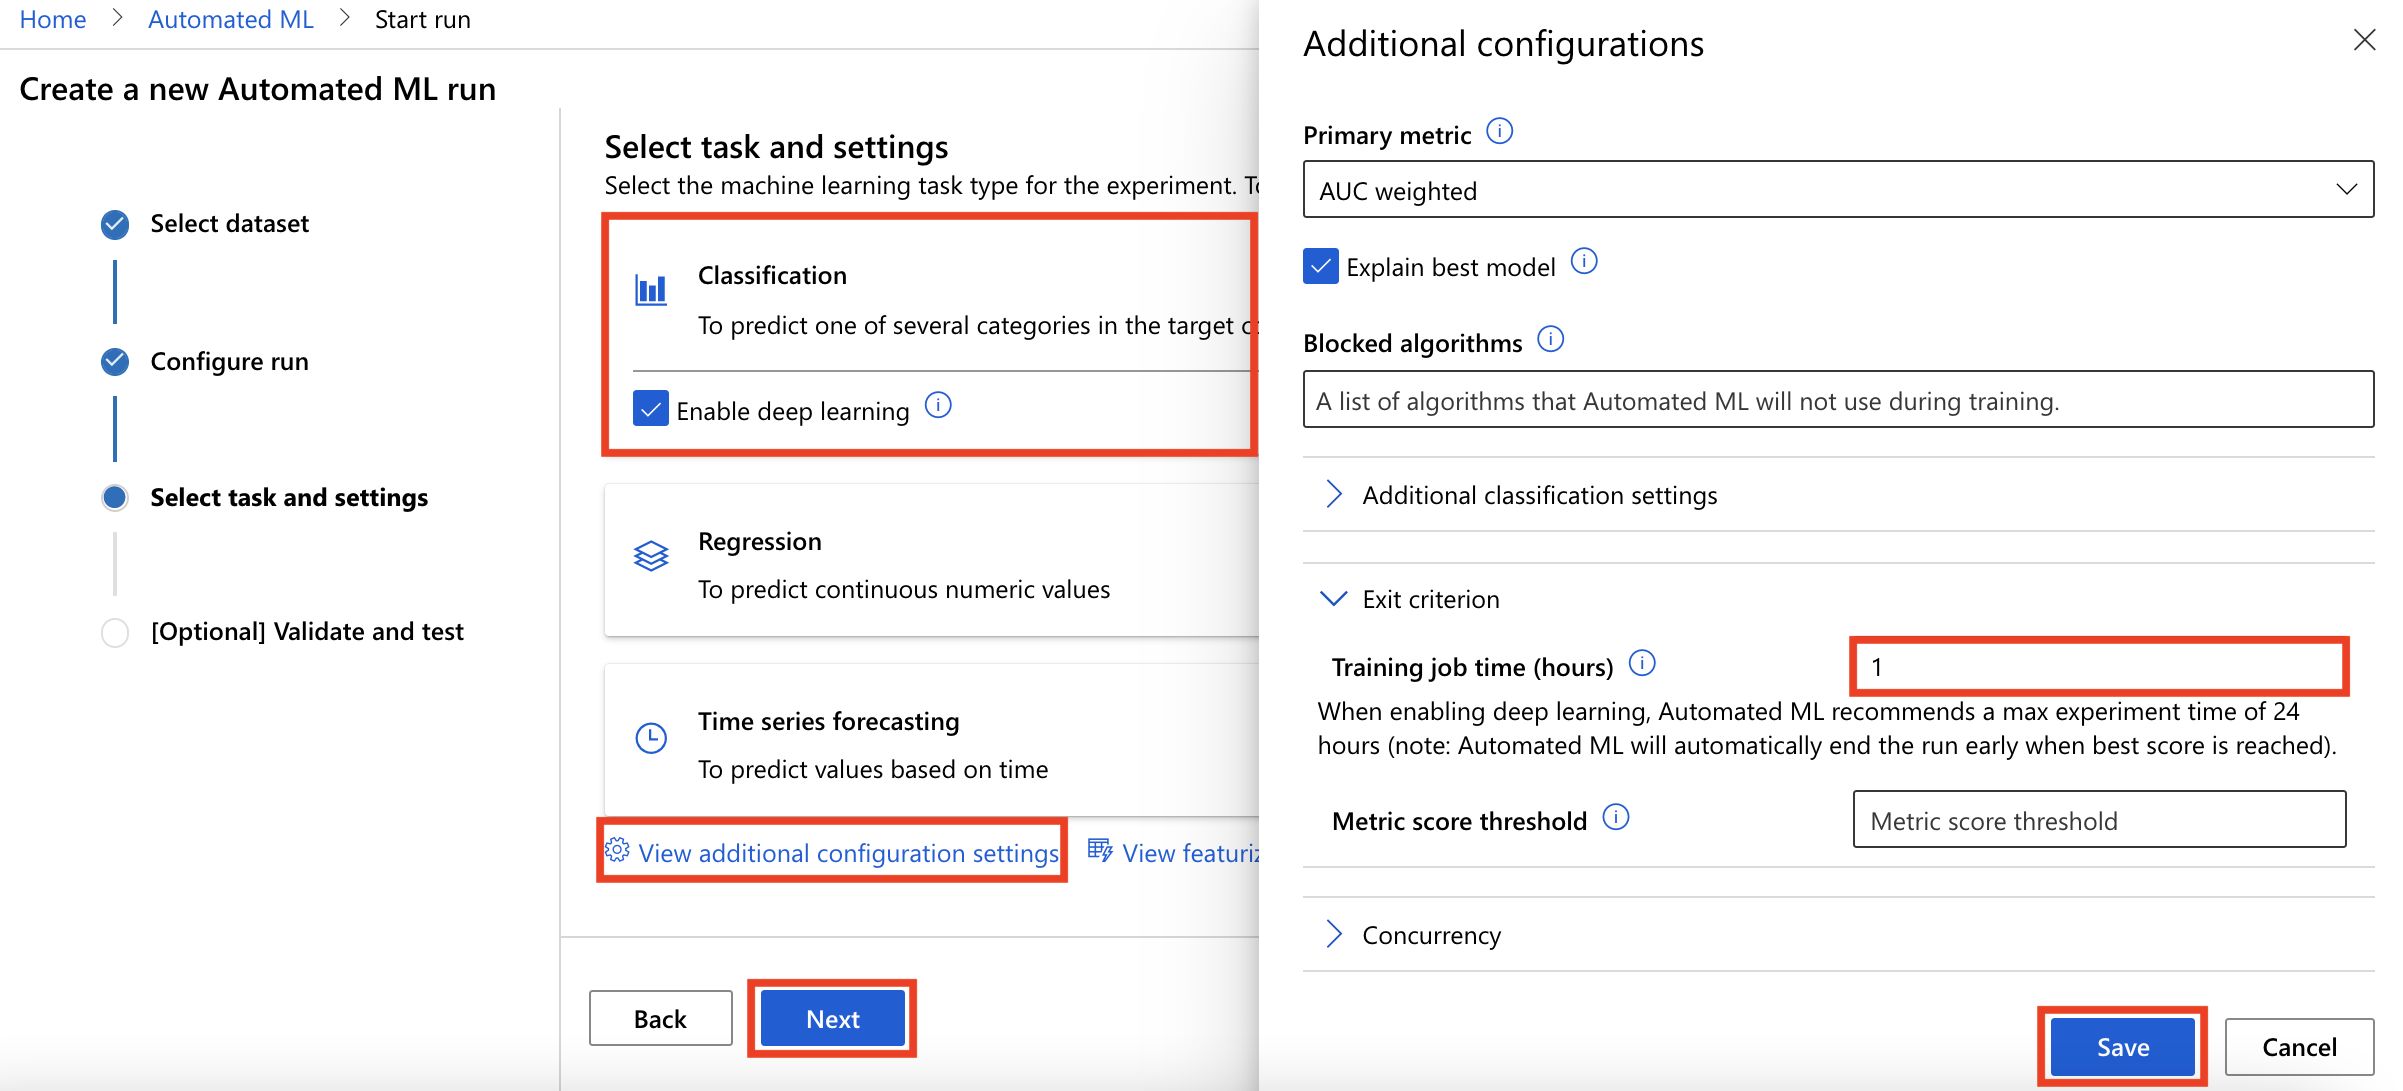 Home > Automated ML > Start run
Create a new Automated ML run
Select dataset
Configure run
Select task and settings
[Optional] Validate and test
Select task and settings
Select the machine learning task type for the experiment.
Classification
To predict one of several categories in the target
Enable deep learning
Regression
To predict continuous numeric values
Time series forecasting
To predict values based on time
View additional configuration settings
View
Back
Next
Additional configurations
Primary metric
AUC weighted
Explain best model
Blocked algorithms
A list of algorithms that Automated ML will not use during training.
Additional classification settings
Exit criterion
Training job time (hours)
1
When enabling deep learning, Automated ML recommends a max experiment time of 24
hours (note: Automated ML will automatically end the run early when best score is reached).
Metric score threshold
Metric score threshold
Concurrency
Save
Cancel